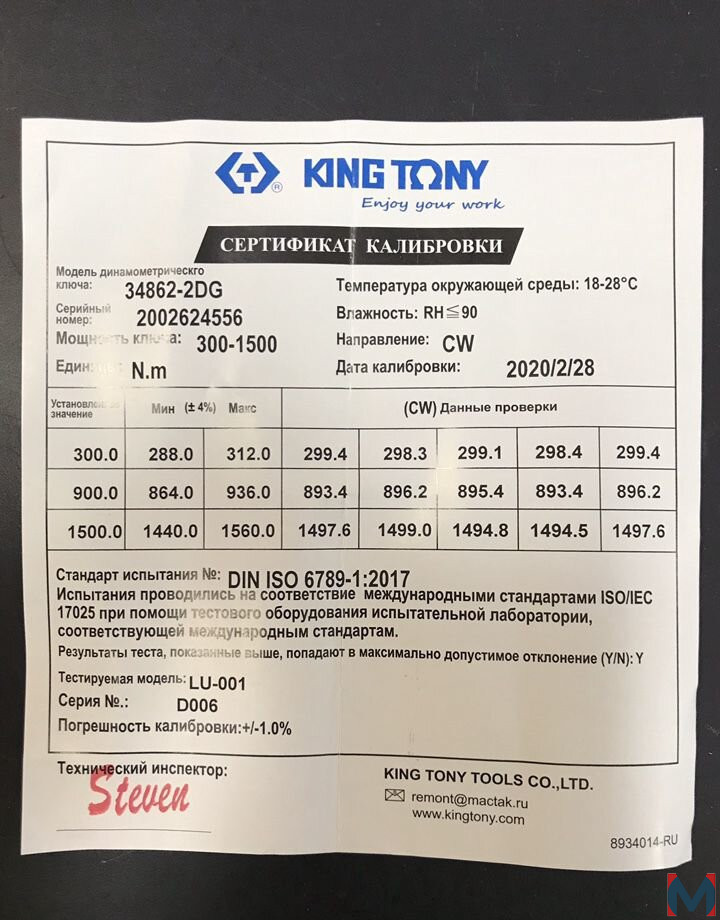 KING TONY
®
Enjoy your work
СЕРТИФИКАТ КАЛИБРОВКИ
Модель динамометрическго
ключа: 34862-2DG
Температура окружающей среды: 18-28°C
Серийный
номер: 2002624556
Влажность: RH≦90
Мощность ключа: 300-1500
Направление: CW
Един N.m
Дата калибровки: 2020/2/28
Установлен
значение
Мин (± 4%) Макс
(CW) Данные проверки
300.0 288.0 312.0 299.4 298.3 299.1 298.4 299.4
900.0 864.0 936.0 893.4 896.2 895.4 893.4 896.2
1500.0 1440.0 1560.0 1497.6 1499.0 1494.8 1494.5 1497.6
Стандарт испытания №: DIN ISO 6789-1:2017
Испытания проводились на соответствие международными стандартами ISO/IEC
17025 при помощи тестового оборудования испытательной лаборатории,
соответствующей международным стандартам.
Результаты теста, показанные выше, попадают в максимально допустимое отклонение (Y/N): Y
Тестируемая модель: LU-001
Серия №.: D006
Погрешность калибровки:+/-1.0%
Технический инспектор:
Steven
KING TONY TOOLS CO.,LTD.
remont@mactak.ru
www.kingtony.com
8934014-RU
M